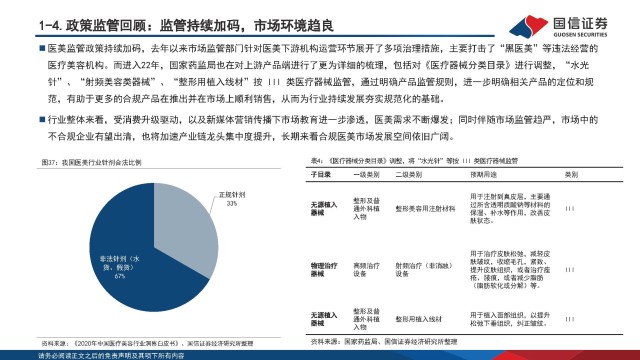 1-4. 政策监管回顾：监管持续加码，市场环境趋良
国信证券
GUOSEN SECURITIES
医美监管政策持续加码，去年以来市场监管部门针对医美下游机构运营环节展开了多项治理措施，主要打击了“黑医美”等违法经营的
医疗美容机构。而进入22年，国家药监局也在对上游产品端进行了更为详细的梳理，包括对《医疗器械分类目录》进行调整，“水光
针”、“射频美容类器械”、“整形用植入线材”按 III 类医疗器械监管，通过明确产品监管规则，进一步明确相关产品的定位和规
范，有助于更多的合规产品在推出并在市场上顺利销售，从而为行业持续发展夯实规范化的基础。
行业整体来看，受消费升级驱动，以及新媒体营销传播下市场教育进一步渗透，医美需求不断爆发；同时伴随市场监管趋严，市场中的
不合规企业有望出清，也将加速产业链龙头集中度提升，长期来看合规医美市场发展空间依旧广阔。
图37：我国医美行业针剂合法比例
正规针剂
33%
非法针剂（水
货、假货）
67%
资料来源：《2020年中国医疗美容行业洞察白皮书》、国信证券经济研究所整理
表4：《医疗器械分类目录》调整，将“水光针”等按 III 类医疗器械监管
子目录 一级类别 二级类别 预期用途 类别
无源植入
器械 整形及普
通外科植
入物 整形美容用注射材料 用于注射到真皮层，主要通
过所含透明质酸钠等材料的
保湿、补水等作用，改善皮
肤状态。 III
物理治疗
器械 高频治疗
设备 射频治疗（非消融）
设备 用于治疗皮肤松弛，减轻皮
肤皱纹，收缩毛孔，紧致、
提升皮肤组织，或者治疗痤
疮、瘢痕，或者减少脂肪
（脂肪软化或分解）等。 III
无源植入
器械 整形及普
通外科植
入物 整形用植入线材 用于植入面部组织，以提升
松弛下垂组织，纠正皱纹。 III
资料来源：国家药监局、国信证券经济研究所整理
请务必阅读正文之后的免责声明及其项下所有内容